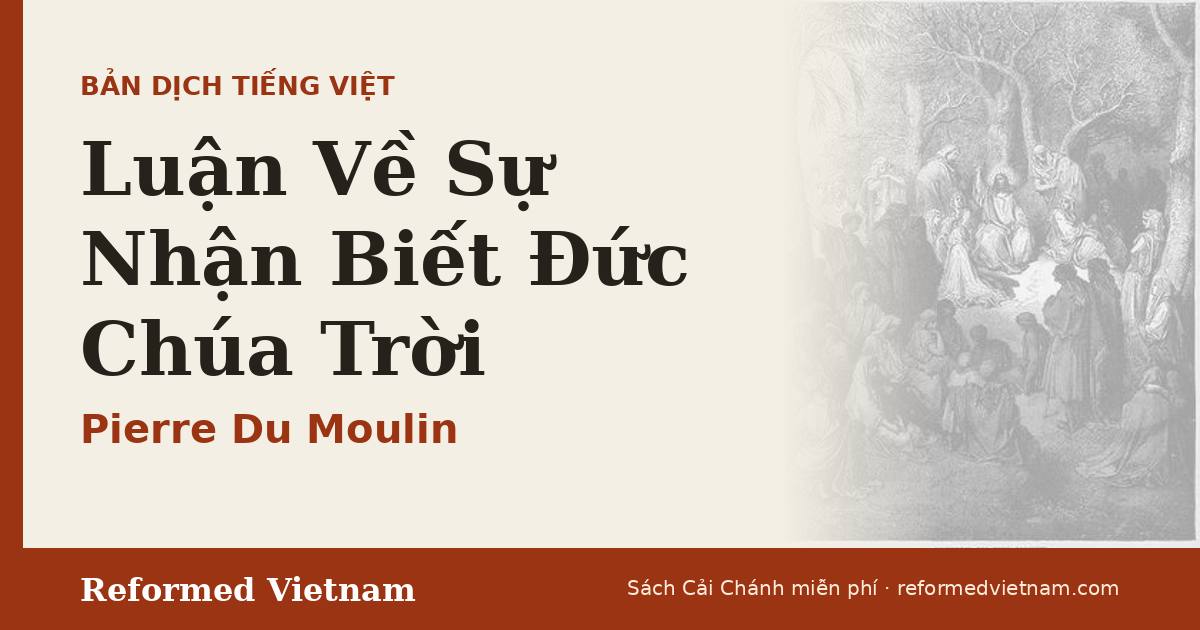 BẢN DỊCH TIẾNG VIỆT
Luận Về Sự
Nhận Biết Đức
Chúa Trời
Pierre Du Moulin
Reformed Vietnam
Sách Cải Chánh miễn phí · reformedvietnam.com